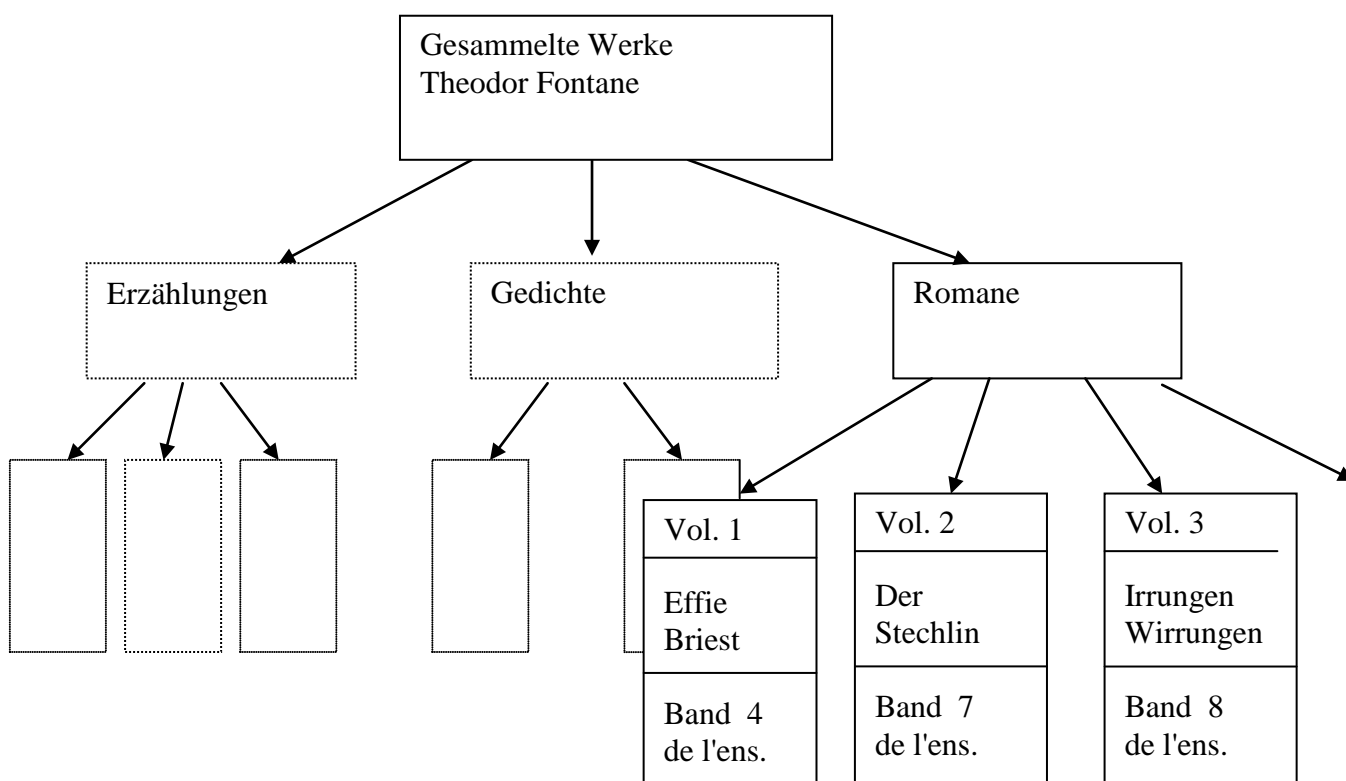 Gesammelte Werke
Theodor Fontane
Erzählungen
Gedichte
Romane
Vol. 1
Effie
Briest
Band 4
de l'ens.
Vol. 2
Der
Stechlin
Band 7
de l'ens.
Vol. 3
Irrungen
Wirrungen
Band 8
de l'ens.